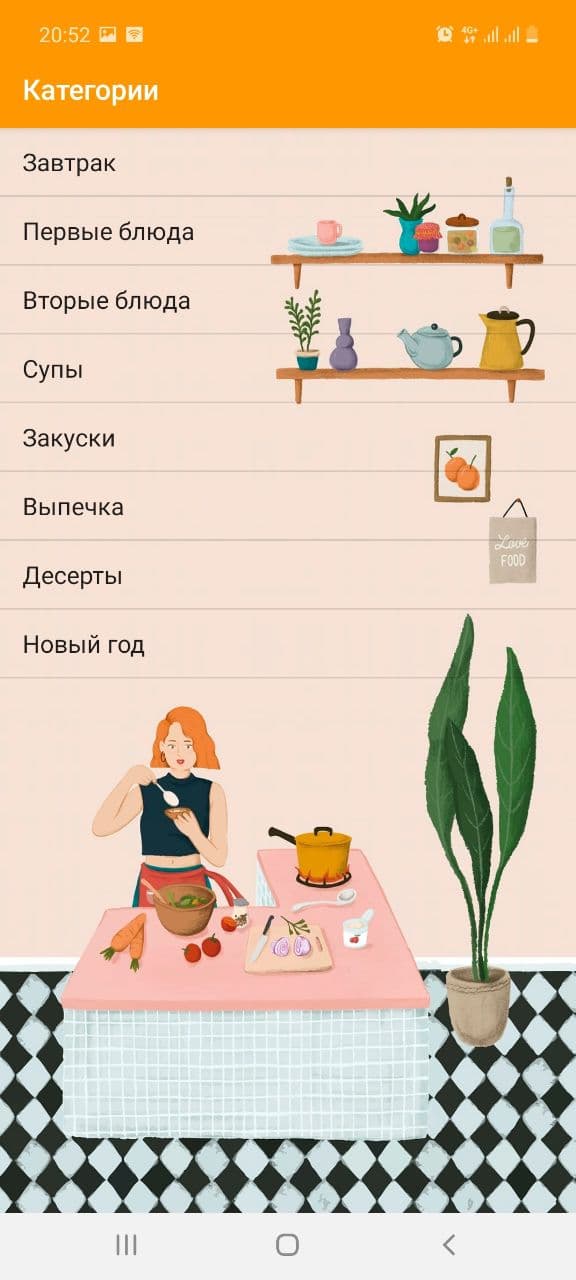 20:52 4G+
Категории
Завтрак
Первые блюда
Вторые блюда
Супы
Закуски
Выпечка
Десерты
Новый год
Love
FOOD